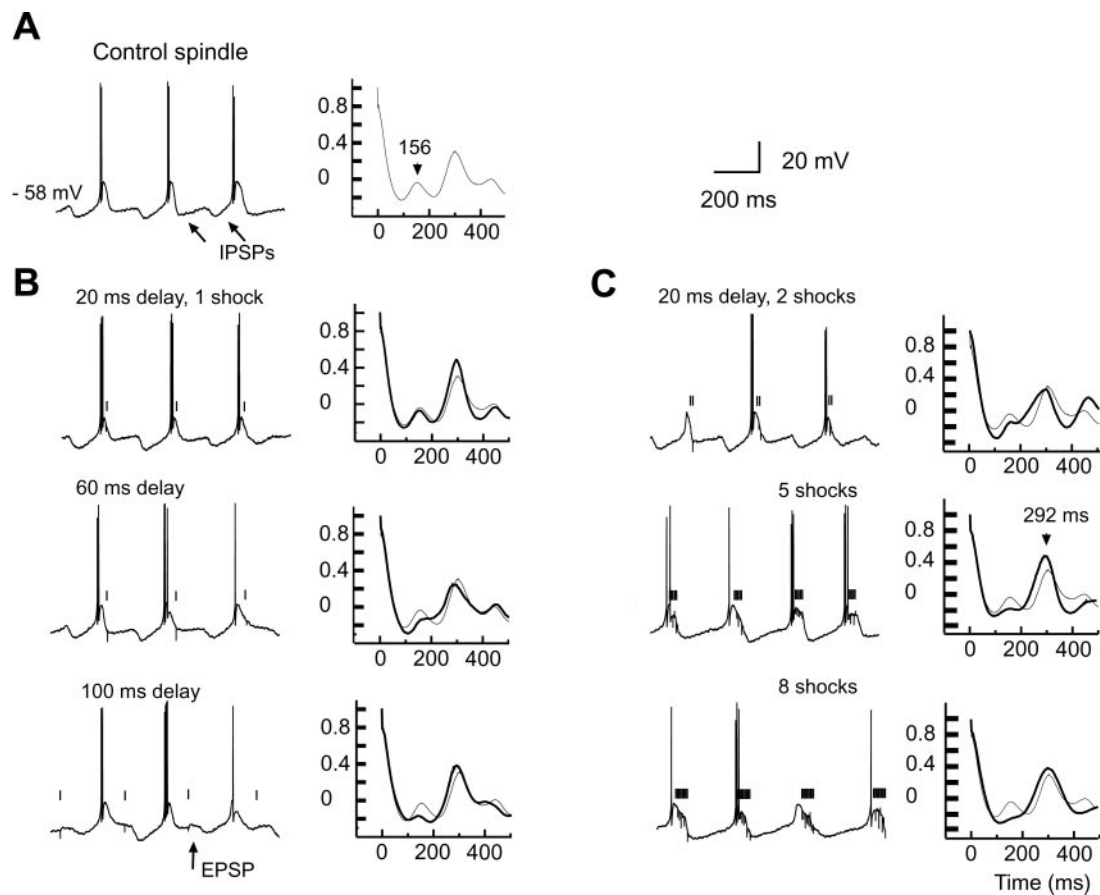 A
Control spindle
- 58 mV
IPSPs
0.8
0.4
0
156
0 200 400
20 mV
200 ms
B
20 ms delay, 1 shock
0.8
0.4
0
0 200 400
60 ms delay
0.8
0.4
0
0 200 400
100 ms delay
EPSP
0.8
0.4
0
0 200 400
C
20 ms delay, 2 shocks
0.8
0.4
0
0 200 400
5 shocks
292 ms
0.8
0.4
0
0 200 400
8 shocks
0.8
0.4
0
0 200 400
Time (ms)